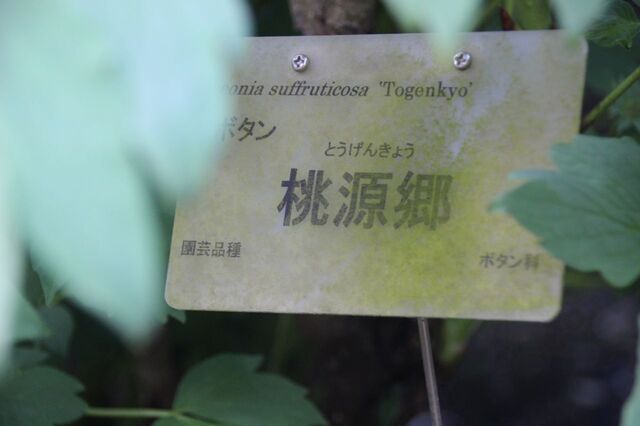 onia suffruticosa 'Togenkyo'
ボタン
とうげんきょう
桃源郷
園芸品種
ボタン科